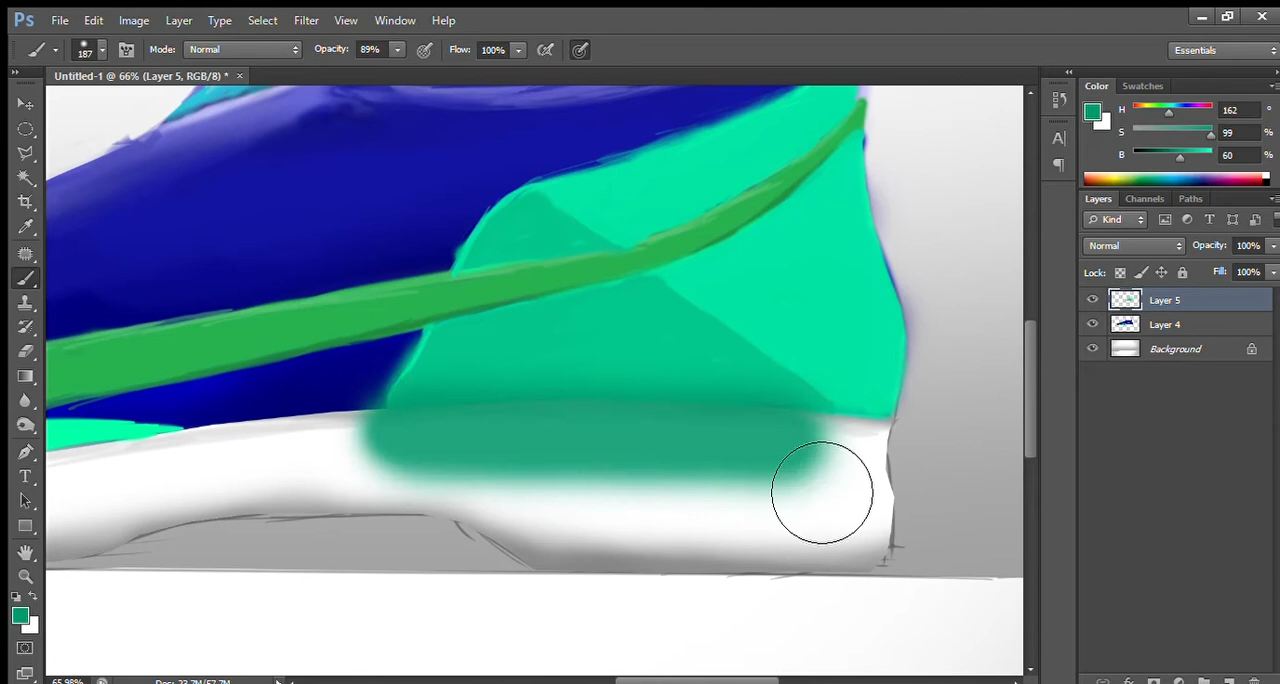 Ps File Edit Image Layer Type Select Filter View Window Help
187 Mode: Normal Opacity: 89% Flow: 100% Essentials
Untitled-1 @ 66% (Layer 5, RGB/8) * ×
Color Swatches
H 162 °
S 99 %
B 60 %
Layers Channels Paths
Kind T
Normal Opacity: 100%
Lock: Fill: 100%
Layer 5
Layer 4
Background
A
T
65.98%